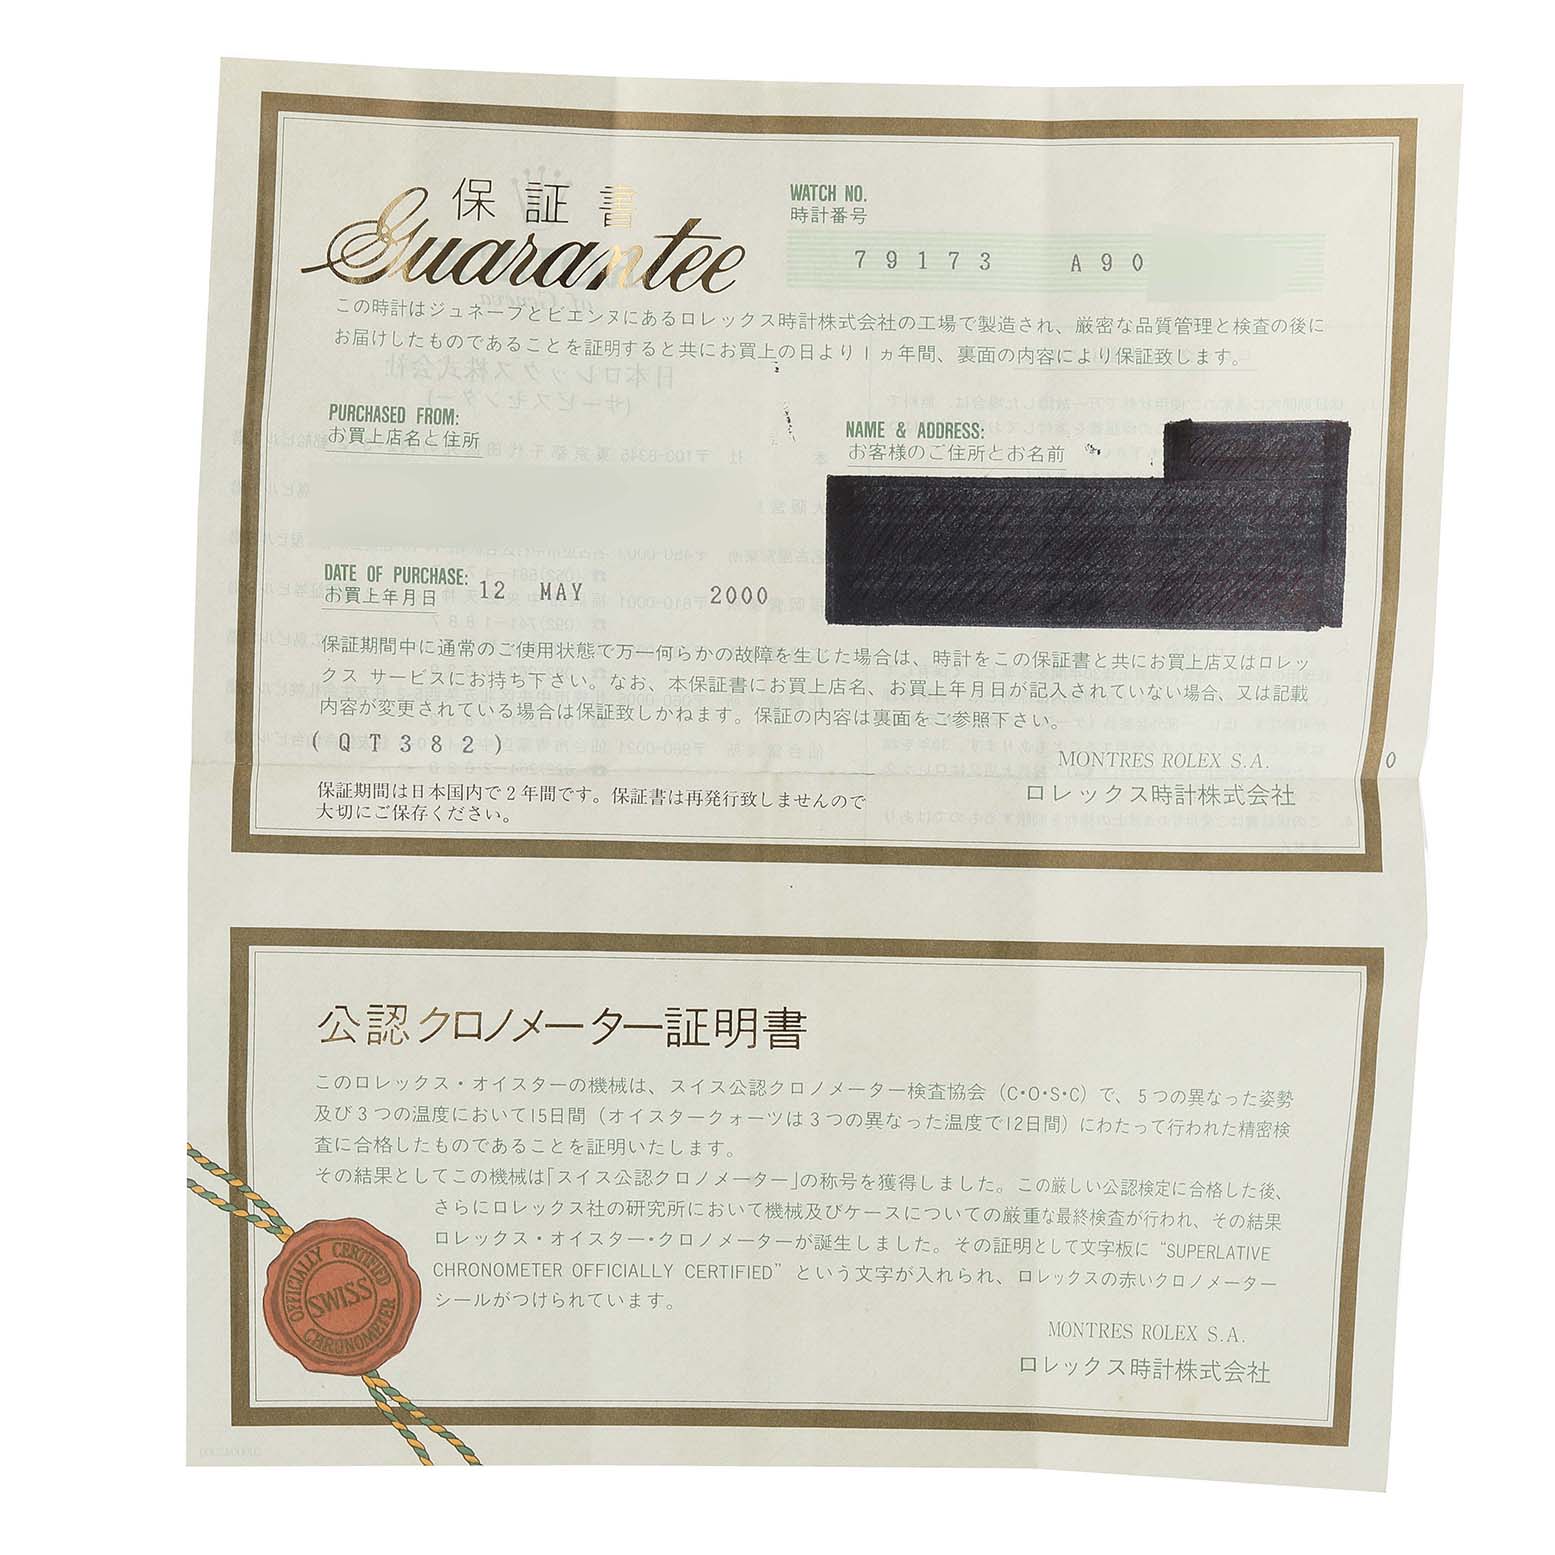 保証書
Guarantee
WATCH NO.
時計番号
79173 A90
この時計はジュネーブとビエンヌにあるロレックス時計株式会社の工場で製造され、厳密な品質管理と検査の後に
お届けしたものであることを証明すると共にお買上の日より1ヵ年間、裏面の内容により保証致します。
PURCHASED FROM:
お買上店名と住所
NAME & ADDRESS:
お客様のご住所とお名前
DATE OF PURCHASE:
お買上年月日
12 MAY 2000
保証期間中に通常のご使用状態で万一何らかの故障を生じた場合は、時計をこの保証書と共にお買上店又はロレッ
クス サービスにお持ち下さい。なお、本保証書にお買上店名、お買上年月日が記入されていない場合、又は記載
内容が変更されている場合は保証致しかねます。保証の内容は裏面をご参照下さい。
(QT382)
MONTRES ROLEX S.A.
0
ロレックス時計株式会社
保証期間は日本国内で2年間です。保証書は再発行致しませんので
大切にご保存ください。
公認クロノメーター証明書
このロレックス・オイスターの機械は、スイス公認クロノメーター検査協会（C・O・S・C）で、5つの異なった姿勢
及び3つの温度において15日間（オイスタークォーツは3つの異なった温度で12日間）にわたって行われた精密検
査に合格したものであることを証明いたします。
その結果としてこの機械は「スイス公認クロノメーター」の称号を獲得しました。この厳しい公認検定に合格した後、
さらにロレックス社の研究所において機械及びケースについての厳重な最終検査が行われ、その結果
ロレックス・オイスター・クロノメーターが誕生しました。その証明として文字板に “SUPERLATIVE
CHRONOMETER OFFICIALLY CERTIFIED” という文字が入れられ、ロレックスの赤いクロノメーター
シールがつけられています。
OFFICIALLY CERTIFIED
SWISS
CHRONOMETER
MONTRES ROLEX S.A.
ロレックス時計株式会社